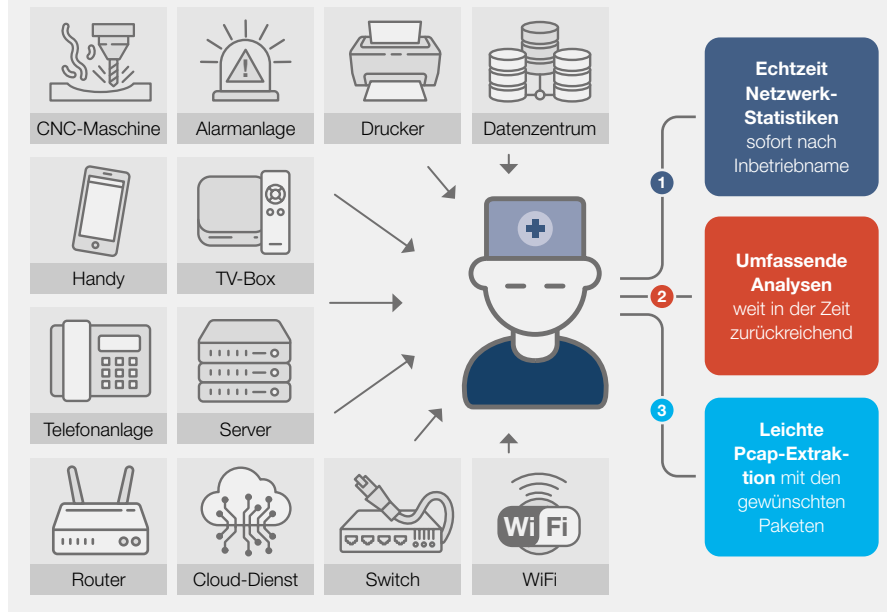 CNC-Maschine
Alarmanlage
Drucker
Datenzentrum
Handy
TV-Box
Telefonanlage
Server
Router
Cloud-Dienst
Switch
Wi Fi
WiFi
1
Echtzeit
Netzwerk-
Statistiken
sofort nach
Inbetriebname
2
Umfassende
Analysen
weit in der Zeit
zurückreichend
3
Leichte
Pcap-Extrak-
tion mit den
gewünschten
Paketen